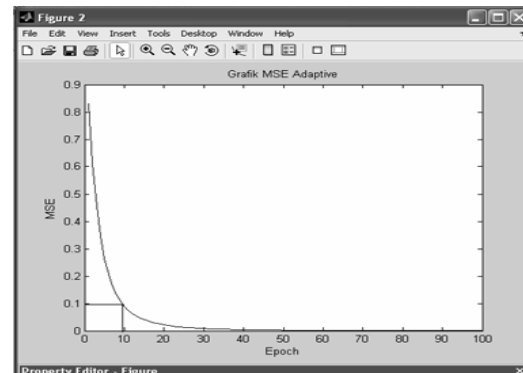 Figure 2
File Edit View Insert Tools Desktop Window Help
Grafik MSE Adaptive
0.9
0.8
0.7
0.6
0.5
0.4
0.3
0.2
0.1
0
MSE
0 10 20 30 40 50 60 70 80 90 100
Epoch
Property Editor - Figure